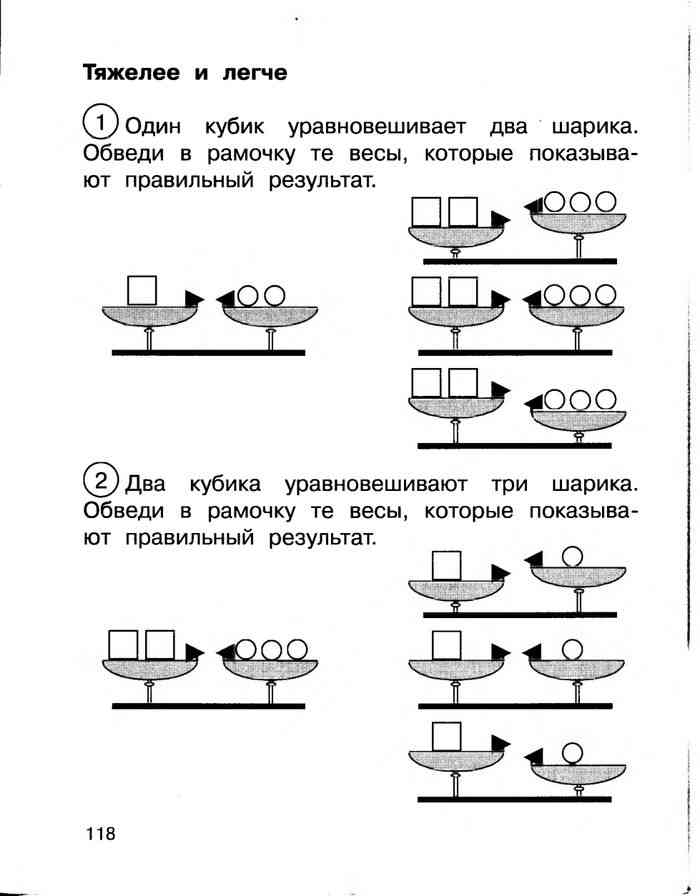 Тяжелее и легче
1 Один кубик уравновешивает два шарика.
Обведи в рамочку те весы, которые показыва-
ют правильный результат.
2 Два кубика уравновешивают три шарика.
Обведи в рамочку те весы, которые показыва-
ют правильный результат.
118